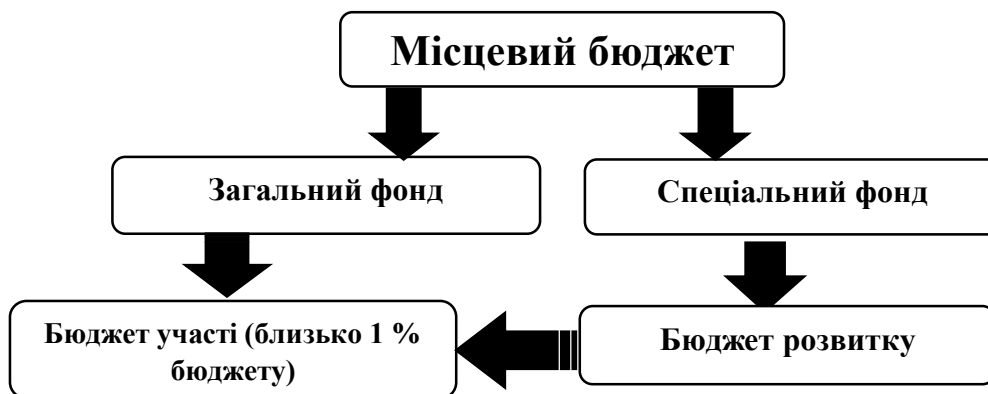 Місцевий бюджет
Загальний фонд
Спеціальний фонд
Бюджет участі (близько 1 %
бюджету)
Бюджет розвитку